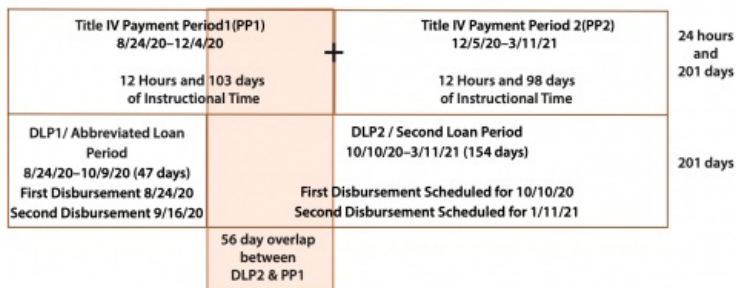 Title IV Payment Period1(PP1)
8/24/20–12/4/20
12 Hours and 103 days
of Instructional Time
+
Title IV Payment Period 2(PP2)
12/5/20–3/11/21
12 Hours and 98 days
of Instructional Time
24 hours
and
201 days
DLP1/ Abbreviated Loan
Period
8/24/20–10/9/20 (47 days)
First Disbursement 8/24/20
Second Disbursement 9/16/20
DLP2 / Second Loan Period
10/10/20–3/11/21 (154 days)
First Disbursement Scheduled for 10/10/20
Second Disbursement Scheduled for 1/11/21
201 days
56 day overlap
between
DLP2 & PP1